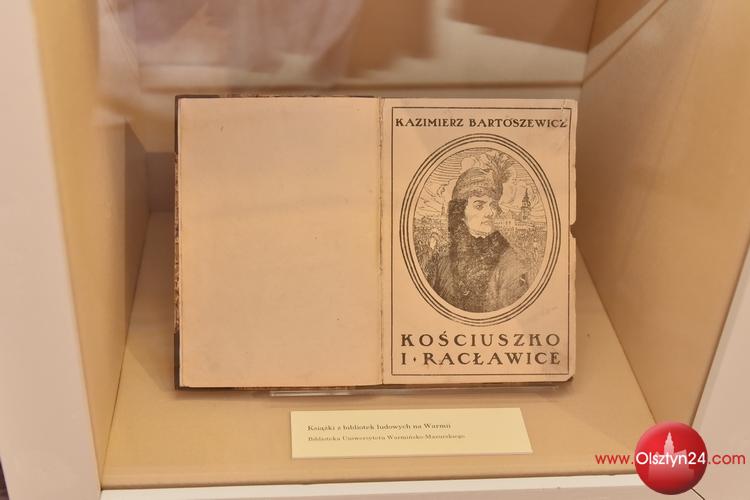 KAZIMIERZ BARTOSZEWICZ
KOŚCIUSZKO
I · RACŁAWICE
Książki z bibliotek ludowych na Warmii
Biblioteka Uniwersytetu Warmińsko-Mazurskiego
www.Olsztyn24.com